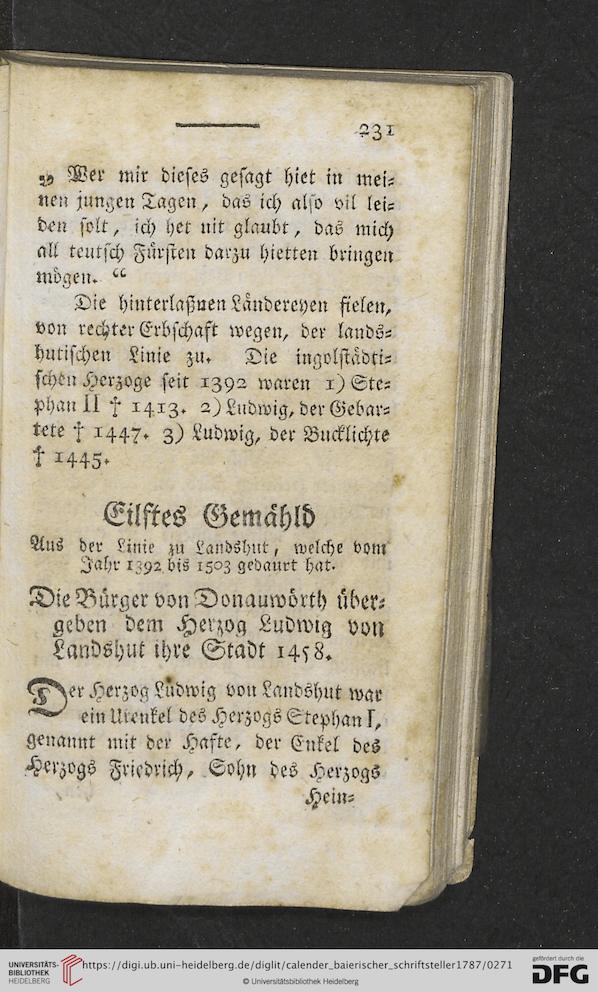 231
„ Wer mir dieses gesagt hiet in mei⸗
nen jungen Tagen, das ich also vil lei⸗
den solt, ich het nit glaubt, das mich
all teutsch Fürsten darzu hietten bringen
mögen. “
Die hinterlaßnen Ländereyen fielen,
von rechter Erbschaft wegen, der lands⸗
hutischen Linie zu. Die ingolstädti⸗
schen Herzoge seit 1392 waren 1) Ste⸗
phan II † 1413. 2) Ludwig, der Gebar⸗
tete † 1447. 3) Ludwig, der Bucklichte
† 1445.
Eilftes Gemähld
Aus der Linie zu Landshut, welche vom
Jahr 1392 bis 1503 gedaurt hat.
Die Bürger von Donauwörth über⸗
geben dem Herzog Ludwig von
Landshut ihre Stadt 1458.
Der Herzog Ludwig von Landshut war
ein Urenkel des Herzogs Stephan I,
genannt mit der Hafte, der Enkel des
Herzogs Friedrich, Sohn des Herzogs
Hein⸗
UNIVERSITÄTS-
BIBLIOTHEK
HEIDELBERG
https://digi.ub.uni-heidelberg.de/diglit/calender_baierischer_schriftsteller1787/0271
© Universitätsbibliothek Heidelberg
gefördert durch die
DFG